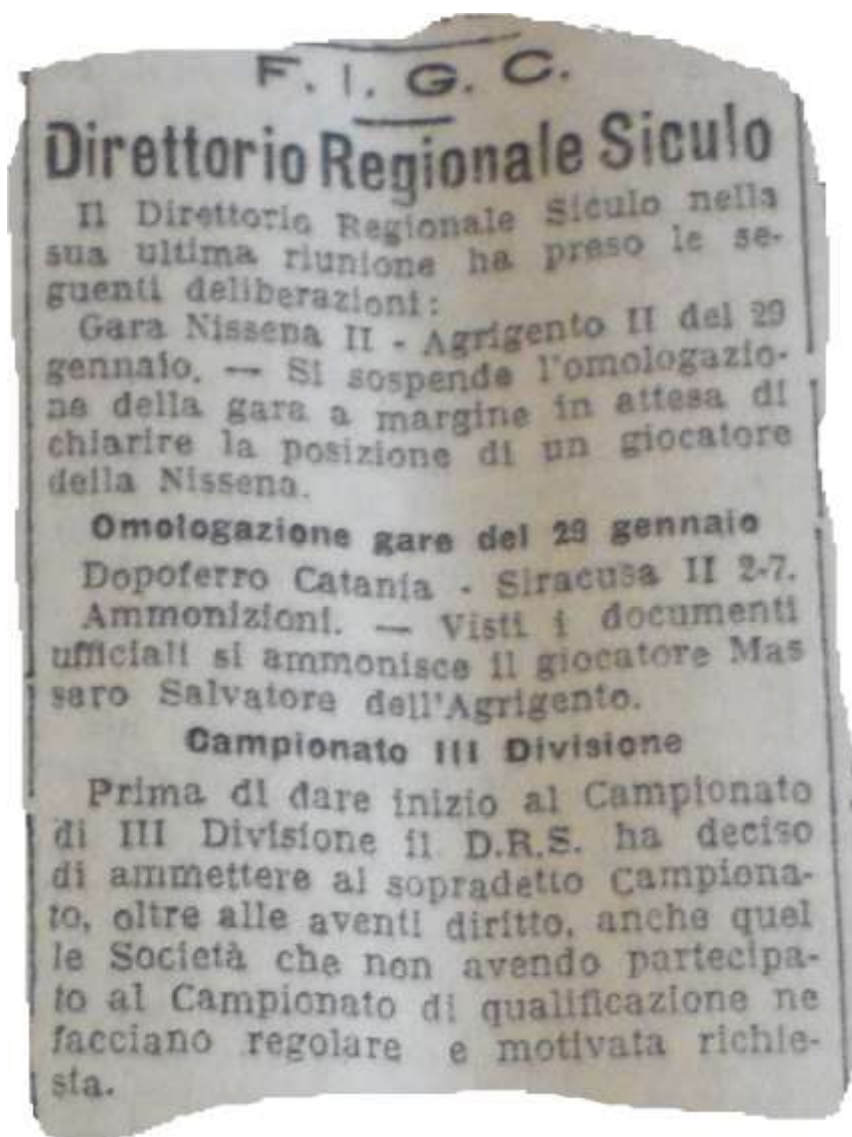 F. I. G. C.
Direttorio Regionale Siculo
Il Direttorio Regionale Siculo nella
sua ultima riunione ha preso le se-
guenti deliberazioni:
Gara Nissena II - Agrigento II del 29
gennaio. — Si sospende l'omologazio-
ne della gara a margine in attesa di
chiarire la posizione di un giocatore
della Nissena.
Omologazione gare del 29 gennaio
Dopoferro Catania - Siracusa II 2-7.
Ammonizioni. — Visti i documenti
ufficiali si ammonisce il giocatore Mas
saro Salvatore dell'Agrigento.
Campionato III Divisione
Prima di dare inizio al Campionato
di III Divisione il D.R.S. ha deciso
di ammettere al sopradetto Campiona-
to, oltre alle aventi diritto, anche quel
le Società che non avendo partecipa-
to al Campionato di qualificazione ne
facciano regolare e motivata richie-
sta.